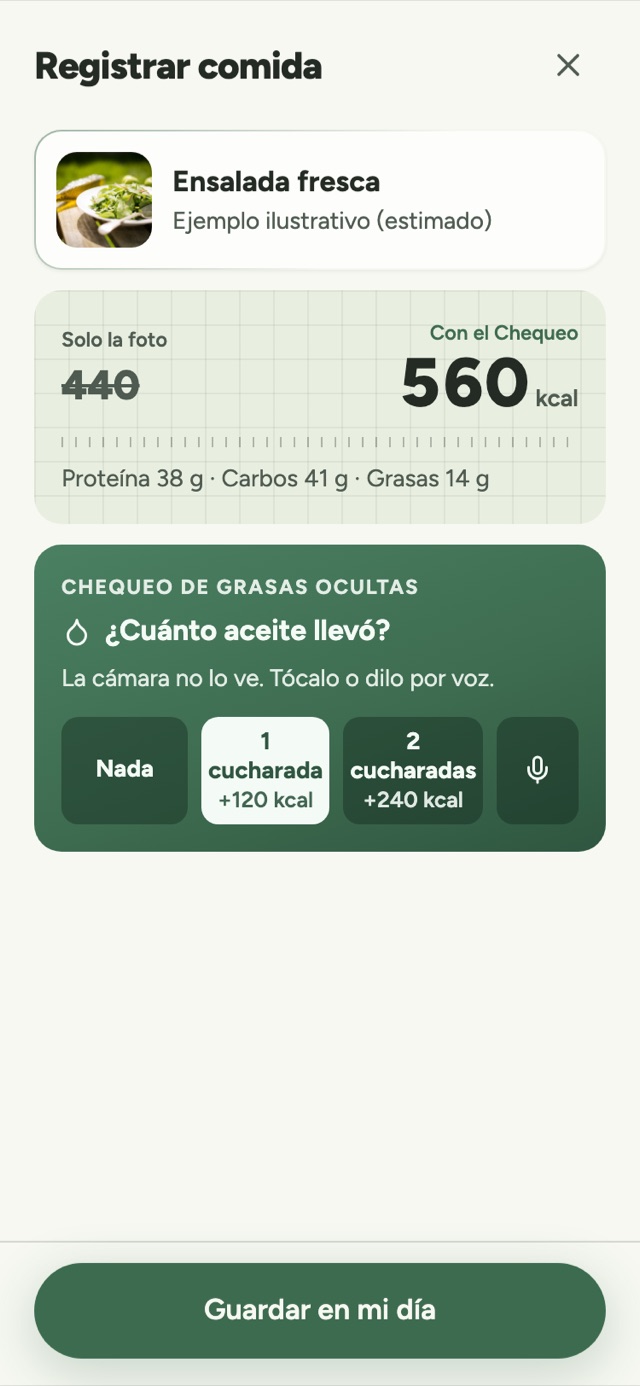 Registrar comida
Ensalada fresca
Ejemplo ilustrativo (estimado)
Solo la foto
440
Con el Chequeo
560 kcal
Proteína 38 g · Carbos 41 g · Grasas 14 g
CHEQUEO DE GRASAS OCULTAS
¿Cuánto aceite llevó?
La cámara no lo ve. Tócalo o dilo por voz.
Nada
1
cucharada
+120 kcal
2
cucharadas
+240 kcal
Guardar en mi día